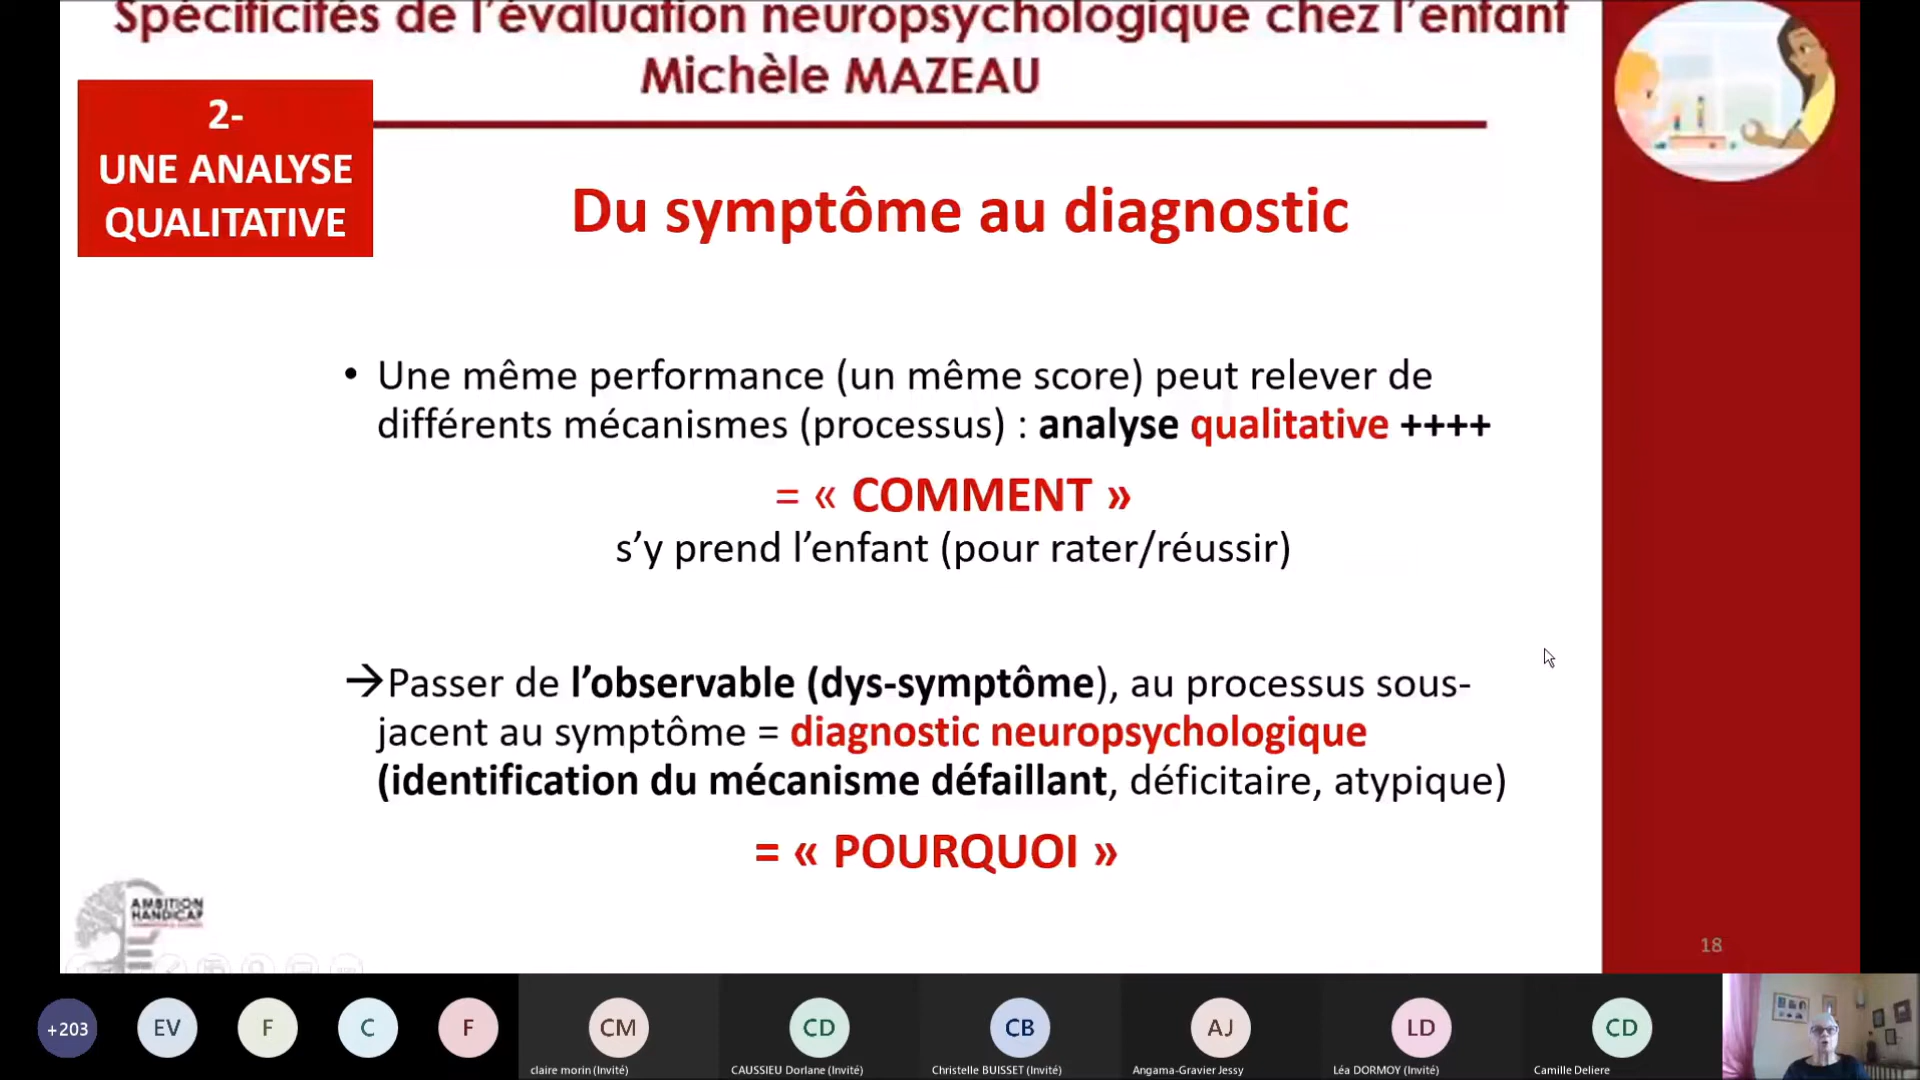 Spécificités de l'évaluation neuropsychologique chez l'enfant
Michèle MAZEAU
2-
UNE ANALYSE
QUALITATIVE
Du symptôme au diagnostic
• Une même performance (un même score) peut relever de
différents mécanismes (processus) : analyse qualitative ++++
= « COMMENT »
s’y prend l’enfant (pour rater/réussir)
→Passer de l’observable (dys-symptôme), au processus sous-
jacent au symptôme = diagnostic neuropsychologique
(identification du mécanisme défaillant, déficitaire, atypique)
= « POURQUOI »
AMBITION
HANDICAP
18
+203
EV
F
C
F
CM
CD
CB
AJ
LD
CD
claire morin (Invité)
CAUSSIEU Dorlane (Invité)
Christelle BUISSET (Invité)
Angama-Gravier Jessy
Léa DORMOY (Invité)
Camille Deliere